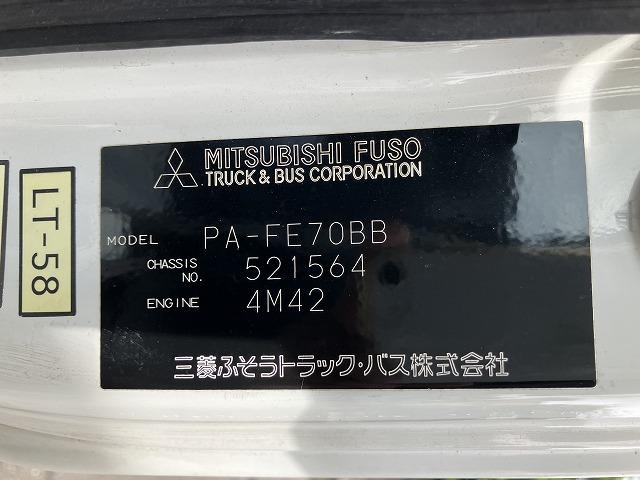 MITSUBISHI FUSO
TRUCK & BUS CORPORATION
MODEL PA-FE70BB
CHASSIS NO. 521564
ENGINE 4M42
三菱ふそうトラック・バス株式会社
LT-58